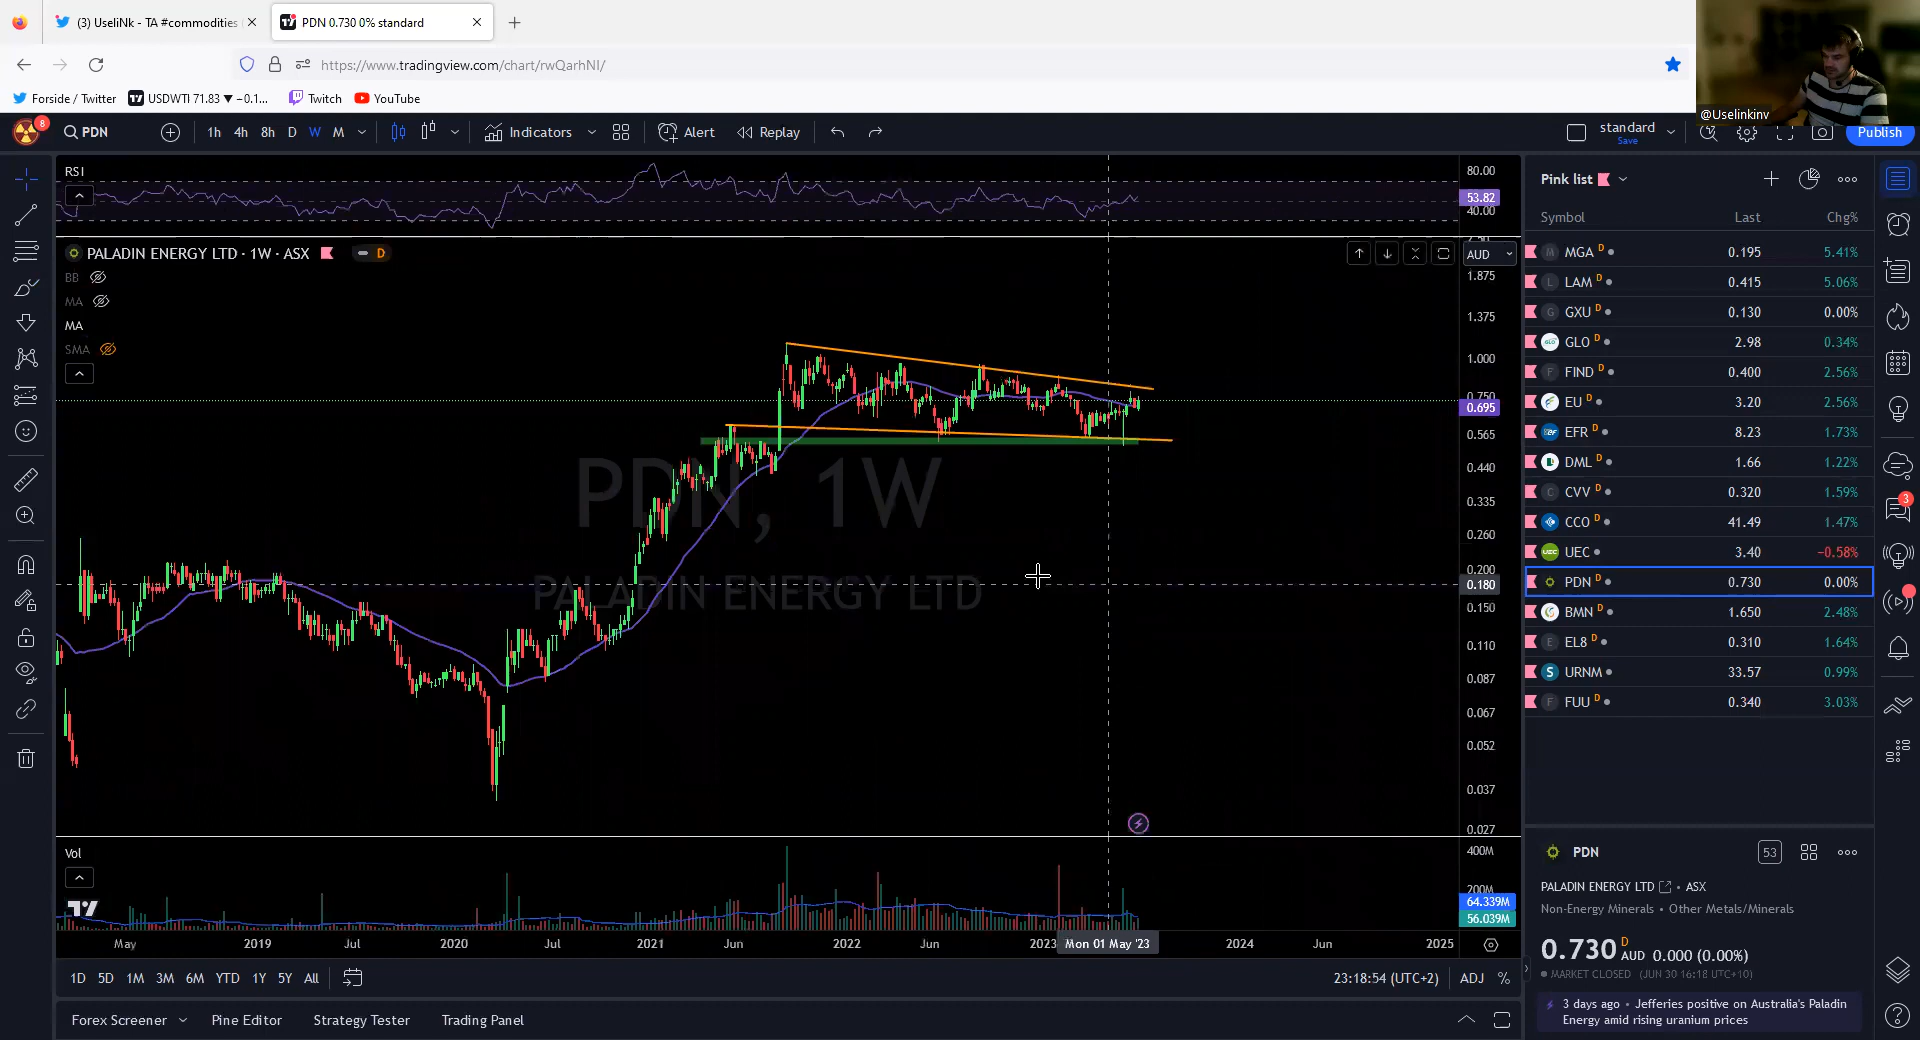 (3) UseliNk - TA #commodities
PDN 0.730 0% standard
https://www.tradingview.com/chart/rwQarhNI/
Forside / Twitter
USDWTI 71.83 ▼ −0.1...
Twitch
YouTube
@Uselinkinv
8
PDN
1h 4h 8h D W M
Indicators
Alert
Replay
standard
Save
Publish
RSI
80.00
53.82
40.00
PALADIN ENERGY LTD · 1W · ASX
D
AUD
BB
MA
MA
SMA
1.875
1.375
1.000
0.750
0.695
0.565
0.440
0.335
0.260
0.200
0.180
0.150
0.110
0.087
0.067
0.052
0.037
0.027
PDN, 1W
PALADIN ENERGY LTD
Vol
400M
200M
64.339M
56.039M
May 2019 Jul 2020 Jul 2021 Jun 2022 Jun 2023 Mon 01 May '23 2024 Jun 2025
1D 5D 1M 3M 6M YTD 1Y 5Y All
23:18:54 (UTC+2) ADJ %
Forex Screener
Pine Editor
Strategy Tester
Trading Panel
Pink list
Symbol Last Chg%
MGA D 0.195 5.41%
LAM D 0.415 5.06%
GXU D 0.130 0.00%
GLO D 2.98 0.34%
FIND D 0.400 2.56%
EU D 3.20 2.56%
EFR D 8.23 1.73%
DML D 1.66 1.22%
CVV D 0.320 1.59%
CCO D 41.49 1.47%
UEC 3.40 −0.58%
PDN D 0.730 0.00%
BMN D 1.650 2.48%
EL8 D 0.310 1.64%
URNM 33.57 0.99%
FUU D 0.340 3.03%
3
PDN
53
PALADIN ENERGY LTD • ASX
Non-Energy Minerals • Other Metals/Minerals
0.730 D AUD 0.000 (0.00%)
MARKET CLOSED (JUN 30 16:18 UTC+10)
3 days ago • Jefferies positive on Australia's Paladin
Energy amid rising uranium prices